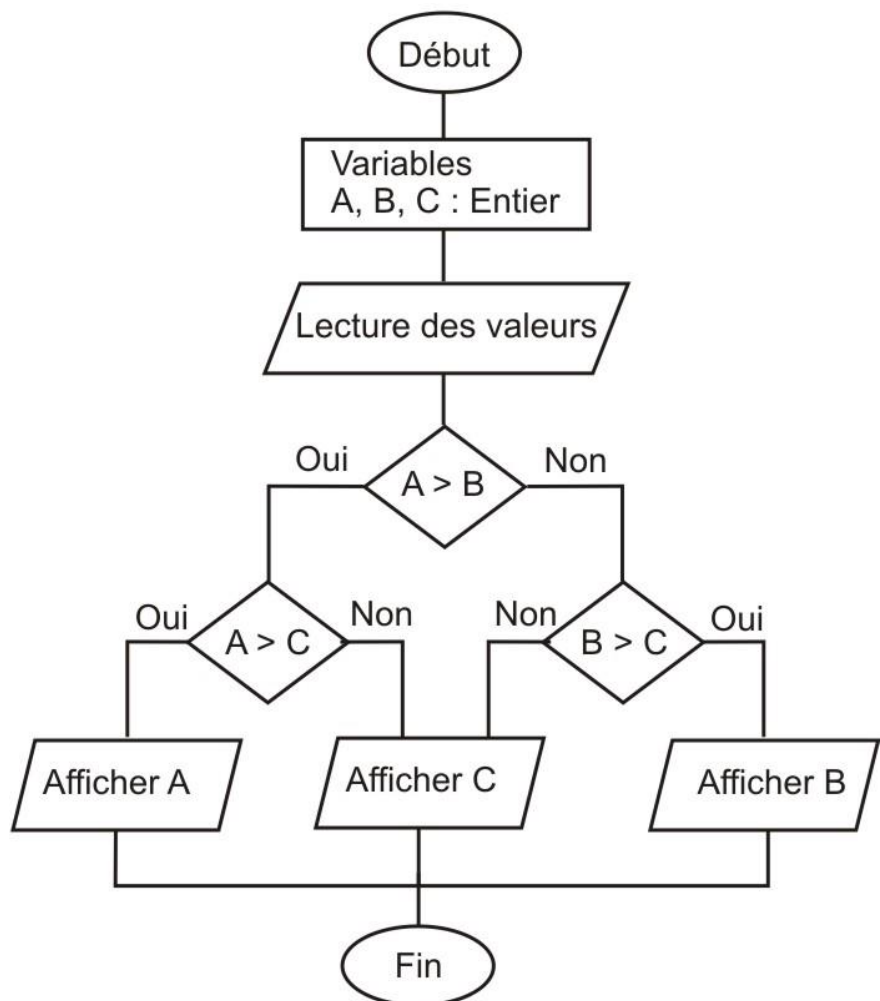 Début
Variables
A, B, C : Entier
Lecture des valeurs
Oui
A > B
Non
Oui
A > C
Non
Non
B > C
Oui
Afficher A
Afficher C
Afficher B
Fin